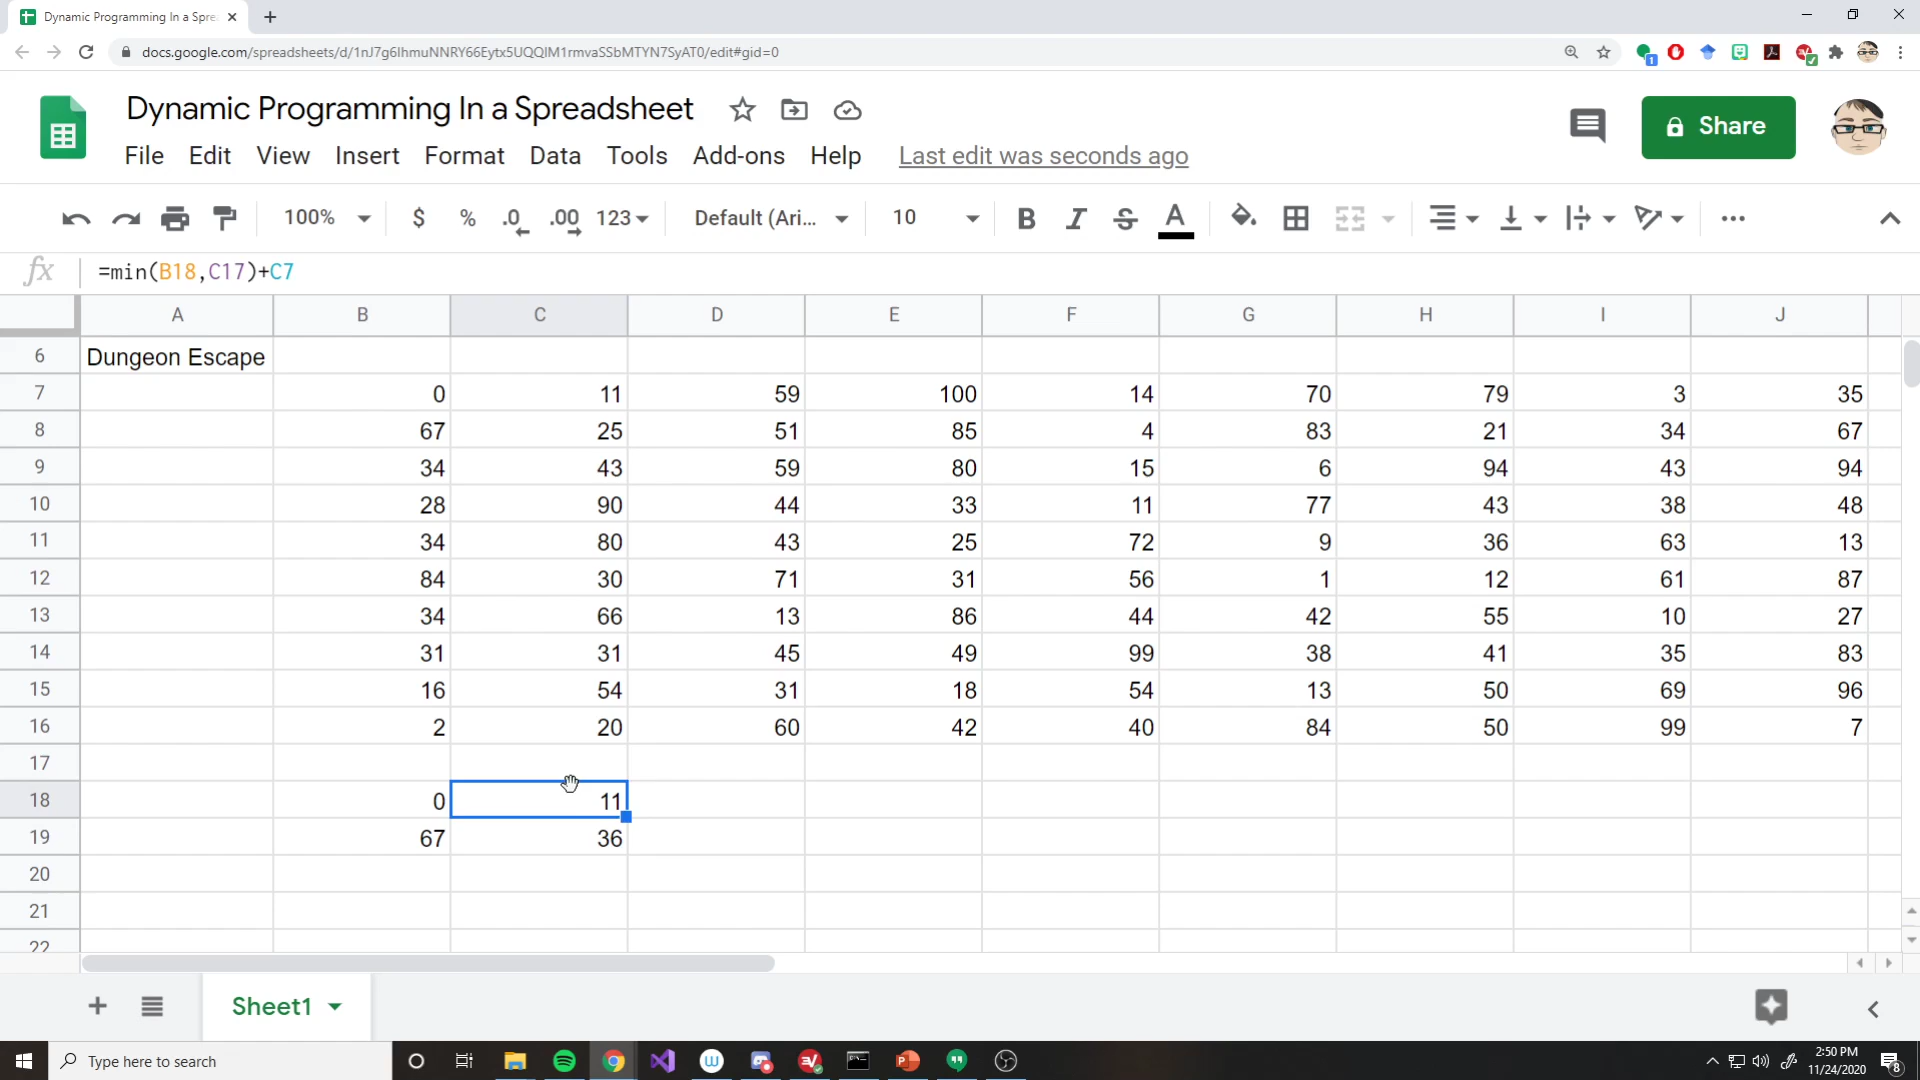 Dynamic Programming In a Spre
docs.google.com/spreadsheets/d/1nJ7g6IhmuNNRY66Eytx5UQQIM1rmvaSSbMTYN7SyAT0/edit#gid=0
1
Dynamic Programming In a Spreadsheet
Share
File Edit View Insert Format Data Tools Add-ons Help Last edit was seconds ago
100% $ % .0 .00 123 Default (Ari... 10 B I S A
fx =min(B18,C17)+C7
A B C D E F G H I J
6 Dungeon Escape
7 0 11 59 100 14 70 79 3 35
8 67 25 51 85 4 83 21 34 67
9 34 43 59 80 15 6 94 43 94
10 28 90 44 33 11 77 43 38 48
11 34 80 43 25 72 9 36 63 13
12 84 30 71 31 56 1 12 61 87
13 34 66 13 86 44 42 55 10 27
14 31 31 45 49 99 38 41 35 83
15 16 54 31 18 54 13 50 69 96
16 2 20 60 42 40 84 50 99 7
17
18 0 11
19 67 36
20
21
22
Sheet1
Type here to search
2:50 PM
11/24/2020
8